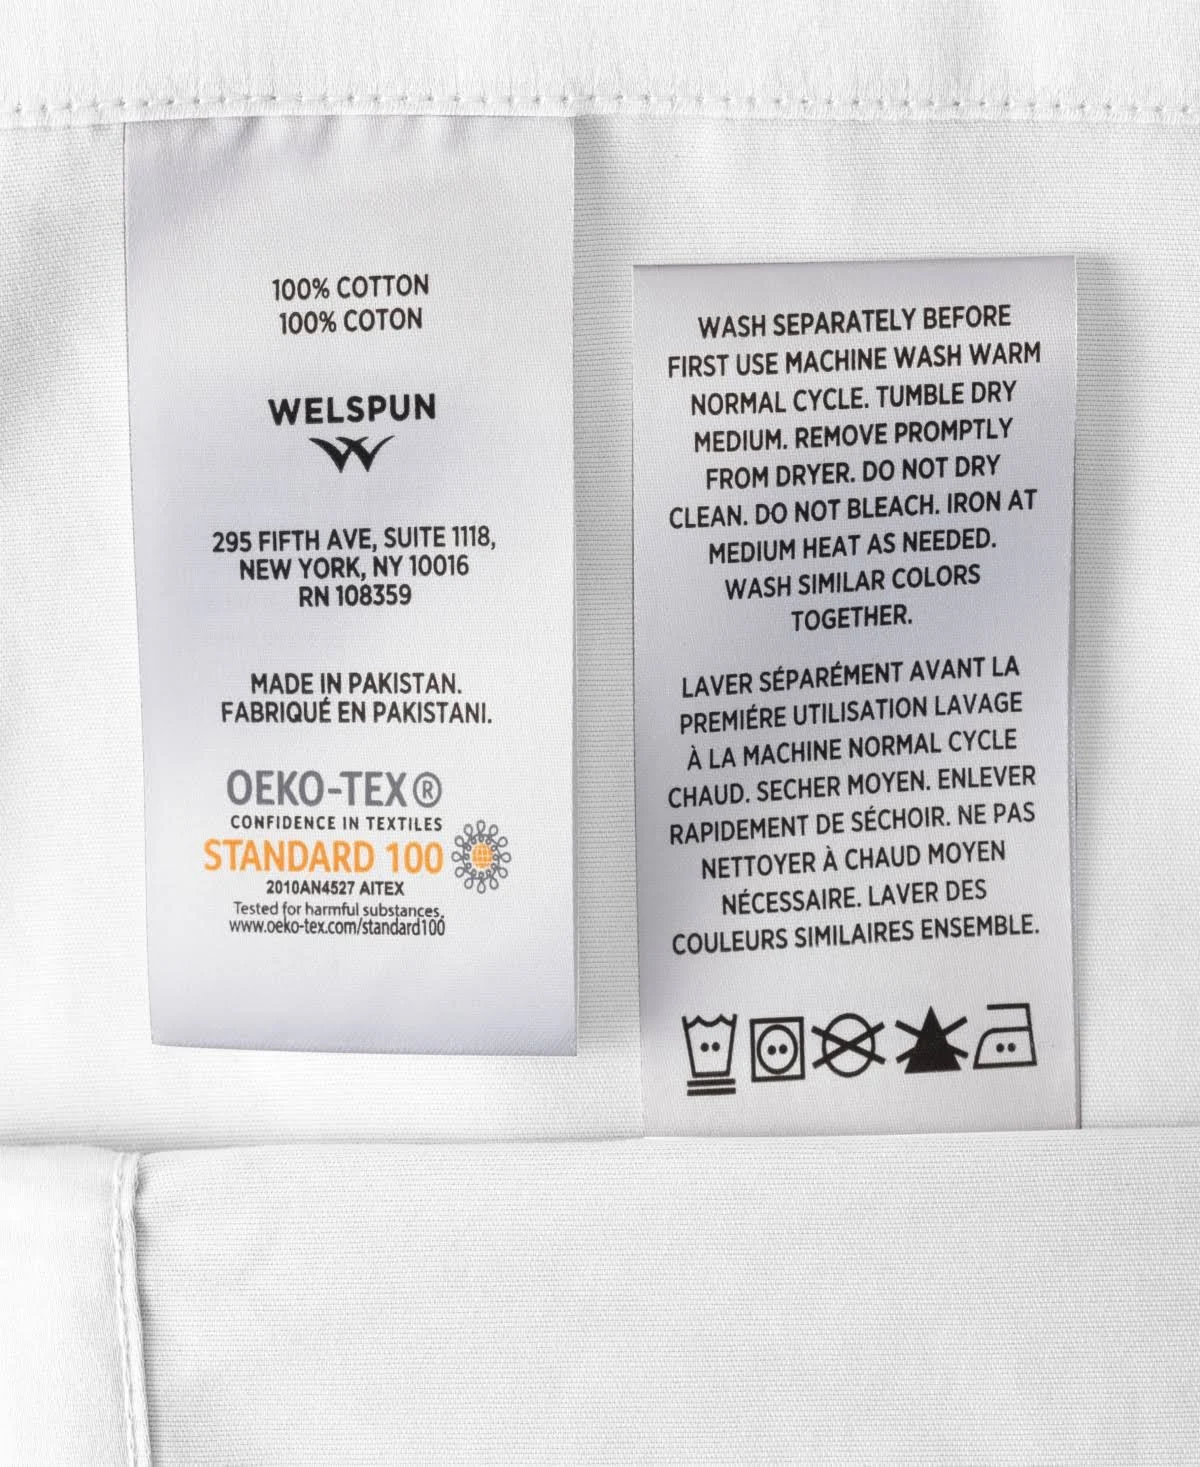 100% COTTON
100% COTON
WELSPUN
295 FIFTH AVE, SUITE 1118,
NEW YORK, NY 10016
RN 108359
MADE IN PAKISTAN.
FABRIQUÉ EN PAKISTANI.
OEKO-TEX®
CONFIDENCE IN TEXTILES
STANDARD 100
2010AN4527 AITEX
Tested for harmful substances.
www.oeko-tex.com/standard100
WASH SEPARATELY BEFORE
FIRST USE MACHINE WASH WARM
NORMAL CYCLE. TUMBLE DRY
MEDIUM. REMOVE PROMPTLY
FROM DRYER. DO NOT DRY
CLEAN. DO NOT BLEACH. IRON AT
MEDIUM HEAT AS NEEDED.
WASH SIMILAR COLORS
TOGETHER.
LAVER SÉPARÉMENT AVANT LA
PREMIÉRE UTILISATION LAVAGE
À LA MACHINE NORMAL CYCLE
CHAUD. SECHER MOYEN. ENLEVER
RAPIDEMENT DE SÉCHOIR. NE PAS
NETTOYER À CHAUD MOYEN
NÉCESSAIRE. LAVER DES
COULEURS SIMILAIRES ENSEMBLE.